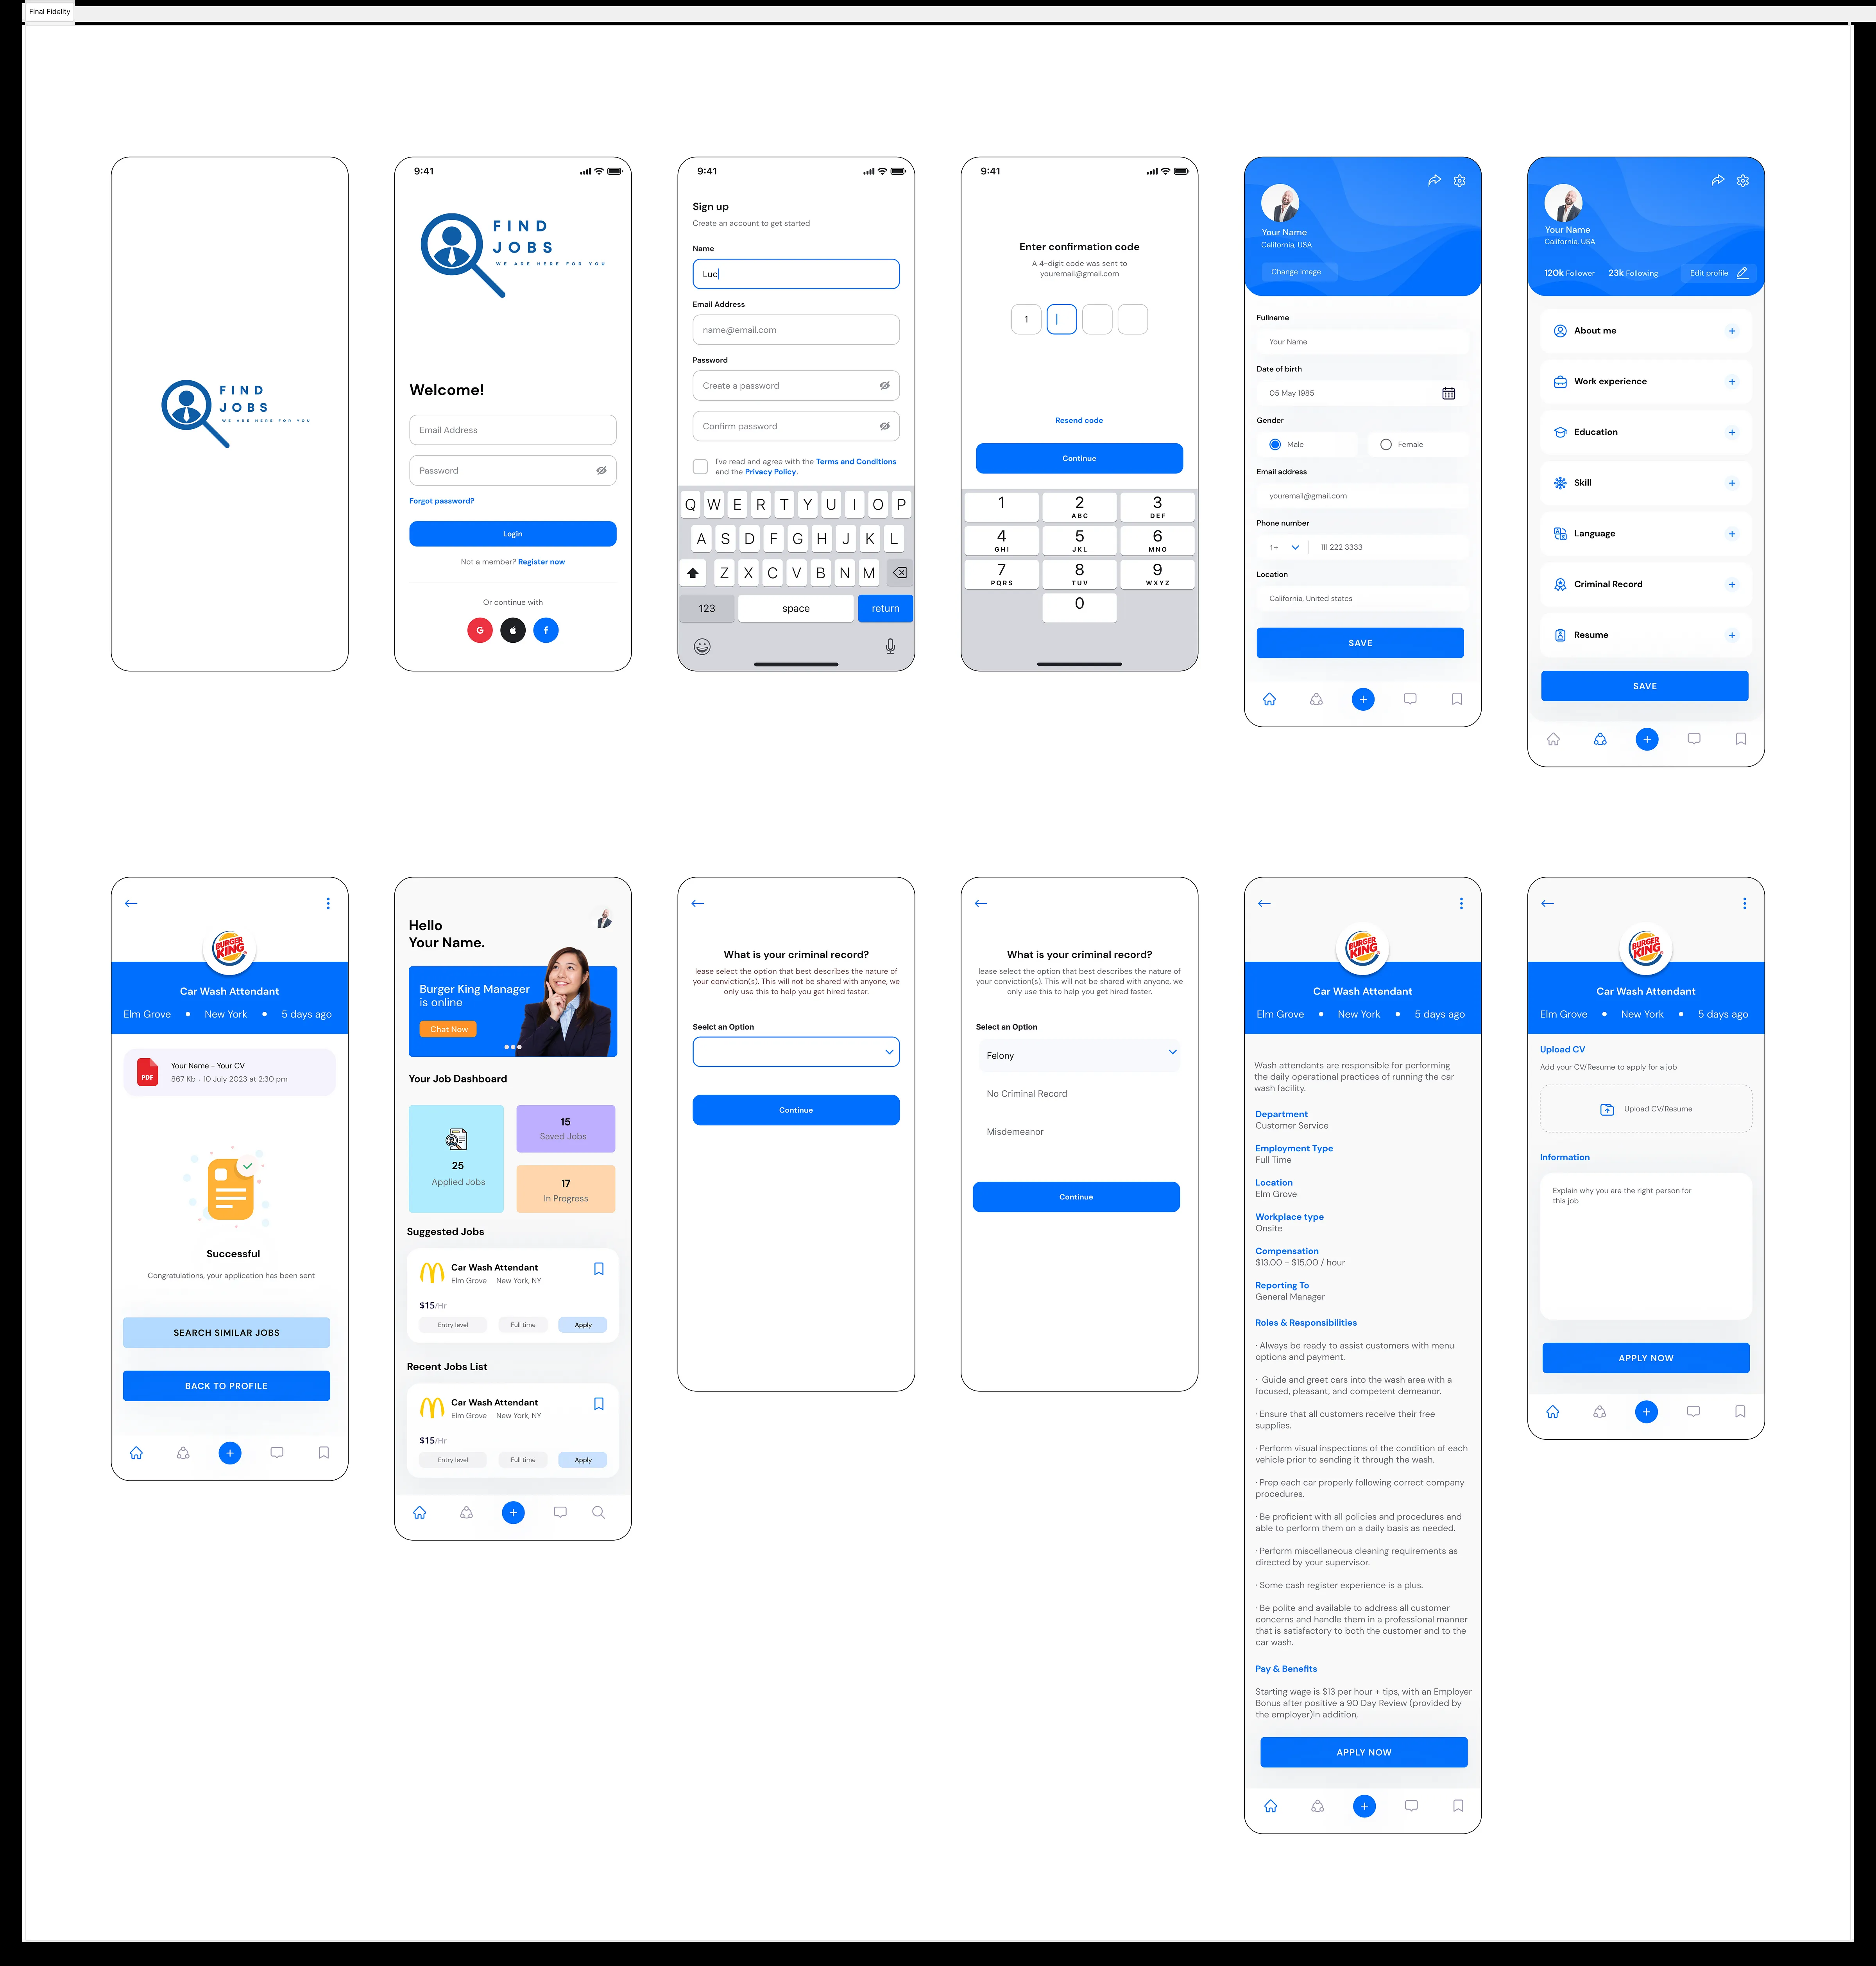 Final Fidelity
FIND
JOBS
WE ARE HERE FOR YOU
9:41
FIND
JOBS
WE ARE HERE FOR YOU
Welcome!
Email Address
Password
Forgot password?
Login
Not a member? Register now
Or continue with
G
f
9:41
Sign up
Create an account to get started
Name
Luc
Email Address
name@email.com
Password
Create a password
Confirm password
I've read and agree with the Terms and Conditions
and the Privacy Policy.
Q W E R T Y U I O P
A S D F G H J K L
Z X C V B N M
123 space return
9:41
Enter confirmation code
A 4-digit code was sent to
youremail@gmail.com
1
Resend code
Continue
1 2 3
ABC DEF
4 5 6
GHI JKL MNO
7 8 9
PQRS TUV WXYZ
0
Your Name
California, USA
Change image
Fullname
Your Name
Date of birth
05 May 1985
Gender
Male Female
Email address
youremail@gmail.com
Phone number
1+ 111 222 3333
Location
California, United states
SAVE
Your Name
California, USA
120k Follower 23k Following Edit profile
About me
Work experience
Education
Skill
Language
Criminal Record
Resume
SAVE
BURGER
KING
Car Wash Attendant
Elm Grove • New York • 5 days ago
PDF
Your Name - Your CV
867 Kb . 10 July 2023 at 2:30 pm
Successful
Congratulations, your application has been sent
SEARCH SIMILAR JOBS
BACK TO PROFILE
Hello
Your Name.
Burger King Manager
is online
Chat Now
Your Job Dashboard
25
Applied Jobs
15
Saved Jobs
17
In Progress
Suggested Jobs
Car Wash Attendant
Elm Grove New York, NY
$15/Hr
Entry level Full time Apply
Recent Jobs List
Car Wash Attendant
Elm Grove New York, NY
$15/Hr
Entry level Full time Apply
What is your criminal record?
lease select the option that best describes the nature of
your conviction(s). This will not be shared with anyone, we
only use this to help you get hired faster.
Seelct an Option
Continue
What is your criminal record?
lease select the option that best describes the nature of
your conviction(s). This will not be shared with anyone, we
only use this to help you get hired faster.
Select an Option
Felony
No Criminal Record
Misdemeanor
Continue
BURGER
KING
Car Wash Attendant
Elm Grove • New York • 5 days ago
Wash attendants are responsible for performing
the daily operational practices of running the car
wash facility.
Department
Customer Service
Employment Type
Full Time
Location
Elm Grove
Workplace type
Onsite
Compensation
$13.00 - $15.00 / hour
Reporting To
General Manager
Roles & Responsibilities
· Always be ready to assist customers with menu
options and payment.
· Guide and greet cars into the wash area with a
focused, pleasant, and competent demeanor.
· Ensure that all customers receive their free
supplies.
· Perform visual inspections of the condition of each
vehicle prior to sending it through the wash.
· Prep each car properly following correct company
procedures.
· Be proficient with all policies and procedures and
able to perform them on a daily basis as needed.
· Perform miscellaneous cleaning requirements as
directed by your supervisor.
· Some cash register experience is a plus.
· Be polite and available to address all customer
concerns and handle them in a professional manner
that is satisfactory to both the customer and to the
car wash.
Pay & Benefits
Starting wage is $13 per hour + tips, with an Employer
Bonus after positive a 90 Day Review (provided by
the employer)In addition,
APPLY NOW
BURGER
KING
Car Wash Attendant
Elm Grove • New York • 5 days ago
Upload CV
Add your CV/Resume to apply for a job
Upload CV/Resume
Information
Explain why you are the right person for
this job
APPLY NOW